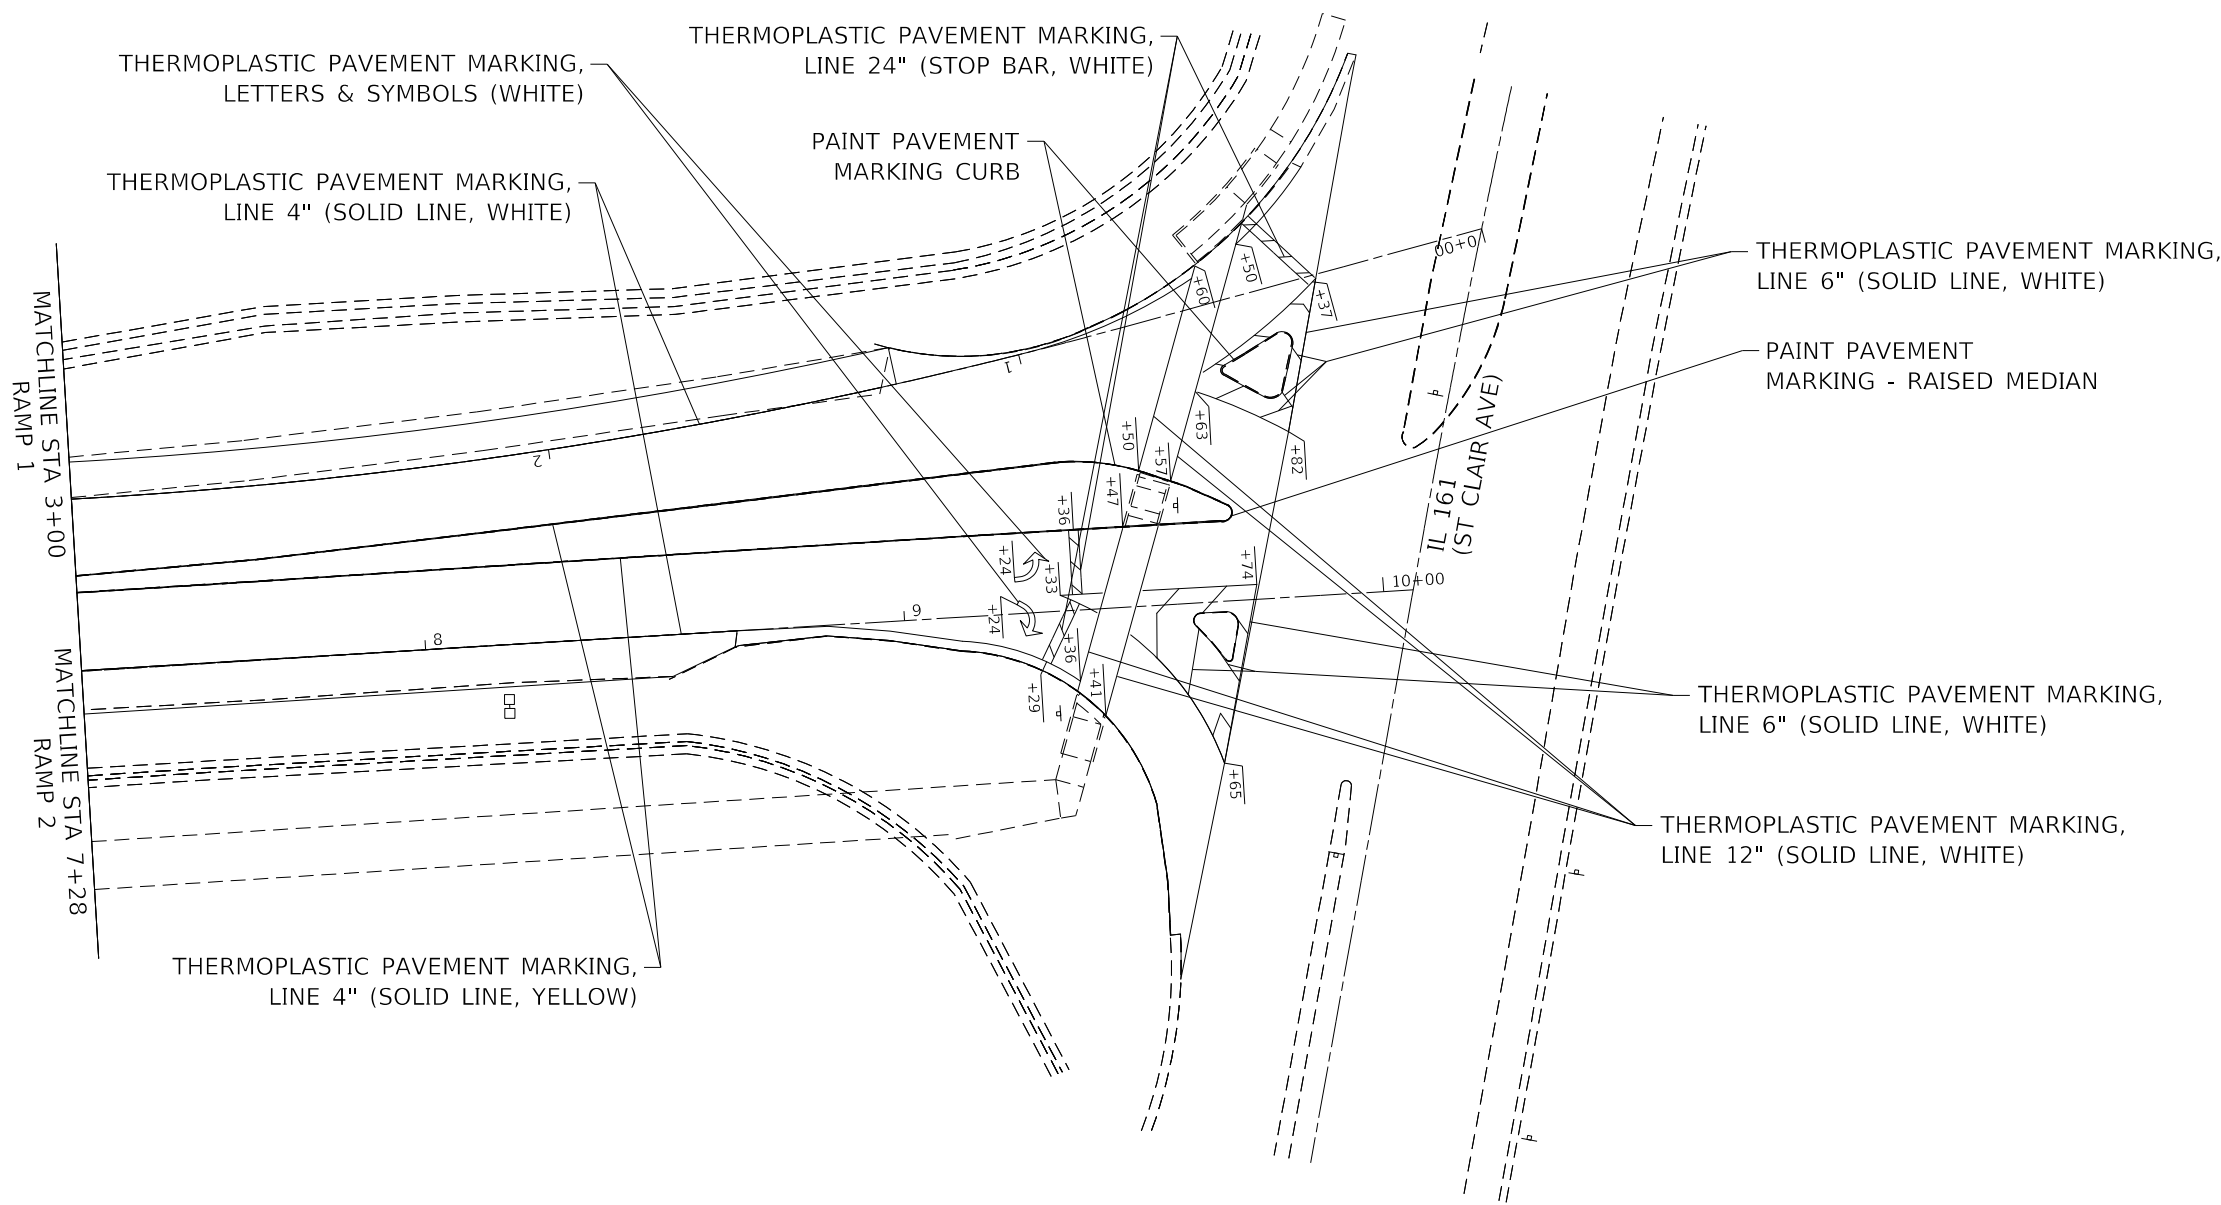 THERMOPLASTIC PAVEMENT MARKING,
LINE 24" (STOP BAR, WHITE)
THERMOPLASTIC PAVEMENT MARKING,
LETTERS & SYMBOLS (WHITE)
PAINT PAVEMENT
MARKING CURB
THERMOPLASTIC PAVEMENT MARKING,
LINE 4" (SOLID LINE, WHITE)
THERMOPLASTIC PAVEMENT MARKING,
LINE 6" (SOLID LINE, WHITE)
PAINT PAVEMENT
MARKING - RAISED MEDIAN
MATCHLINE STA 3+00
RAMP 1
0+00
+50
+60
+37
1
2
+63
+82
+50
+57
+47
+36
IL 161
(ST CLAIR AVE)
+24
+33
+74
10+00
+24
9
8
+36
+29
+41
+65
MATCHLINE STA 7+28
RAMP 2
THERMOPLASTIC PAVEMENT MARKING,
LINE 6" (SOLID LINE, WHITE)
THERMOPLASTIC PAVEMENT MARKING,
LINE 12" (SOLID LINE, WHITE)
THERMOPLASTIC PAVEMENT MARKING,
LINE 4" (SOLID LINE, YELLOW)